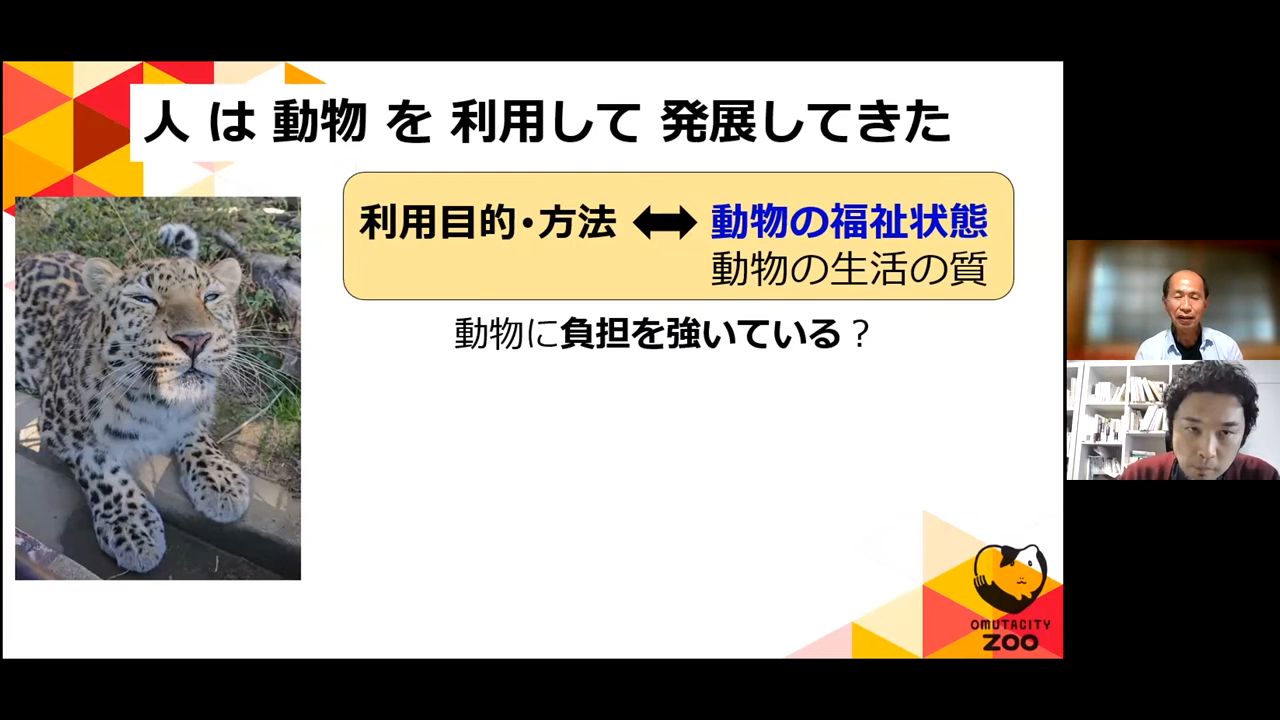 人 は 動物 を 利用して 発展してきた
利用目的・方法 ⬌ 動物の福祉状態
動物の生活の質
動物に負担を強いている？
OMUTACITY
ZOO